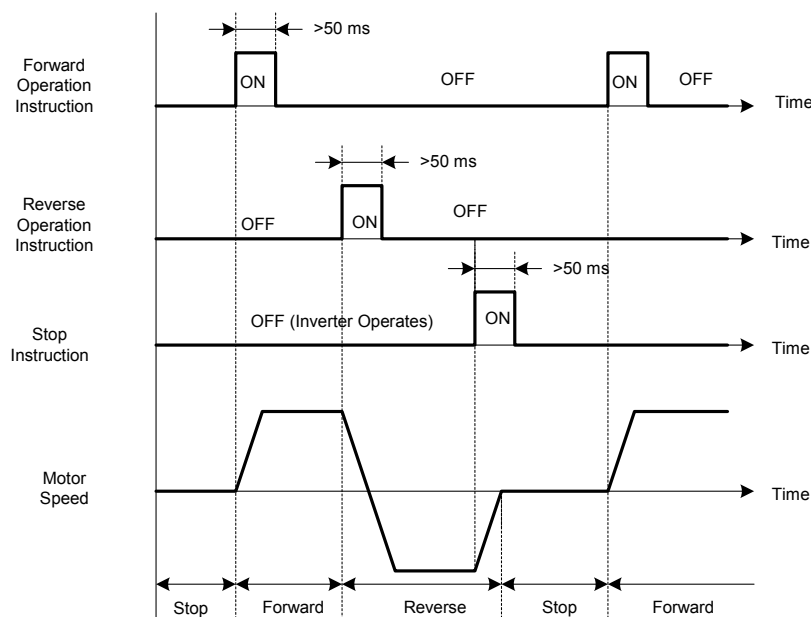 >50 ms
Forward
Operation
Instruction
ON
OFF
ON
OFF
Time
>50 ms
Reverse
Operation
Instruction
OFF
ON
OFF
Time
>50 ms
Stop
Instruction
OFF (Inverter Operates)
ON
Time
Motor
Speed
Time
Stop
Forward
Reverse
Stop
Forward